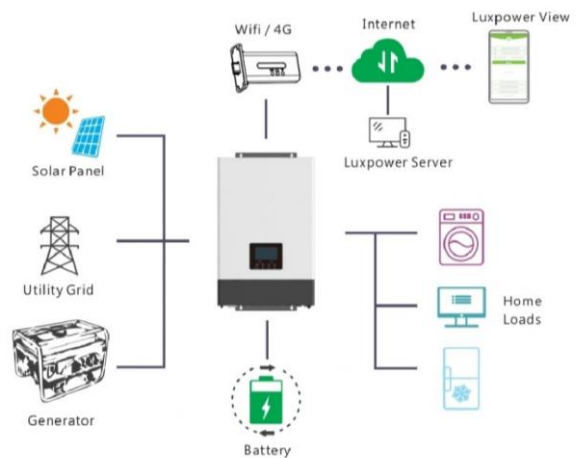 Wifi / 4G
Internet
Luxpower View
Solar Panel
Luxpower Server
Utility Grid
Home
Loads
Generator
Battery